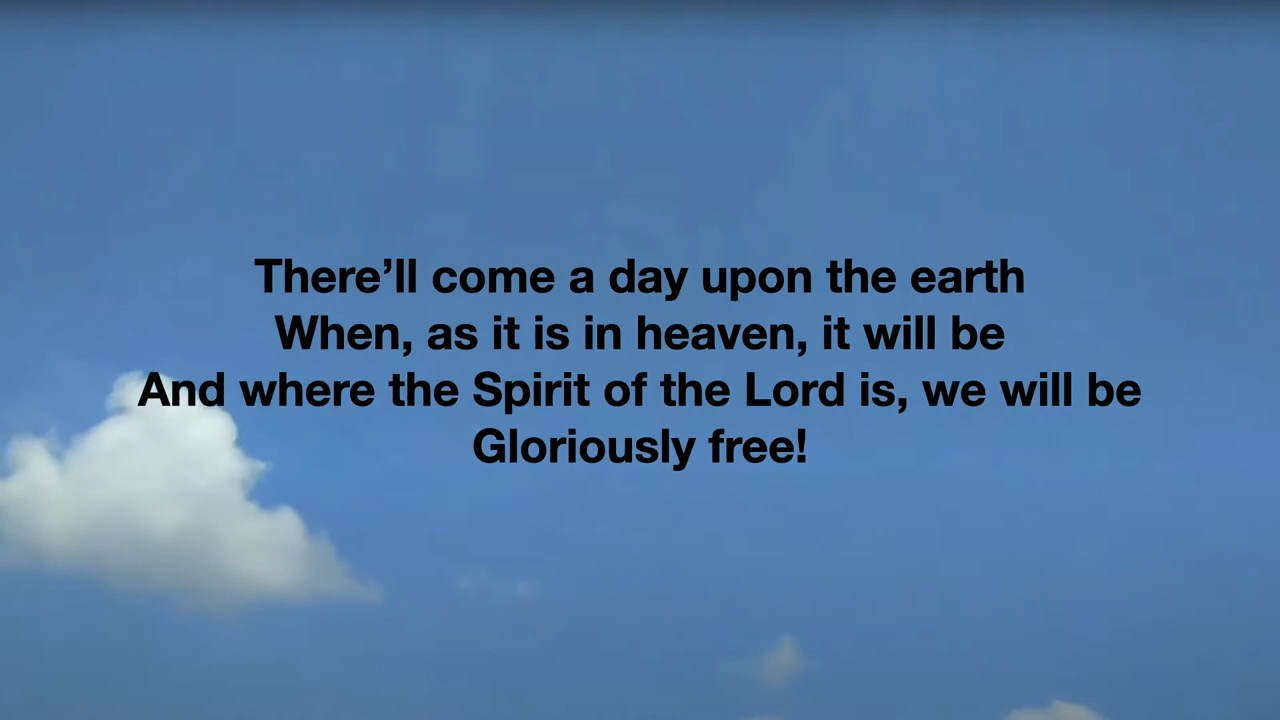 There’ll come a day upon the earth
When, as it is in heaven, it will be
And where the Spirit of the Lord is, we will be
Gloriously free!